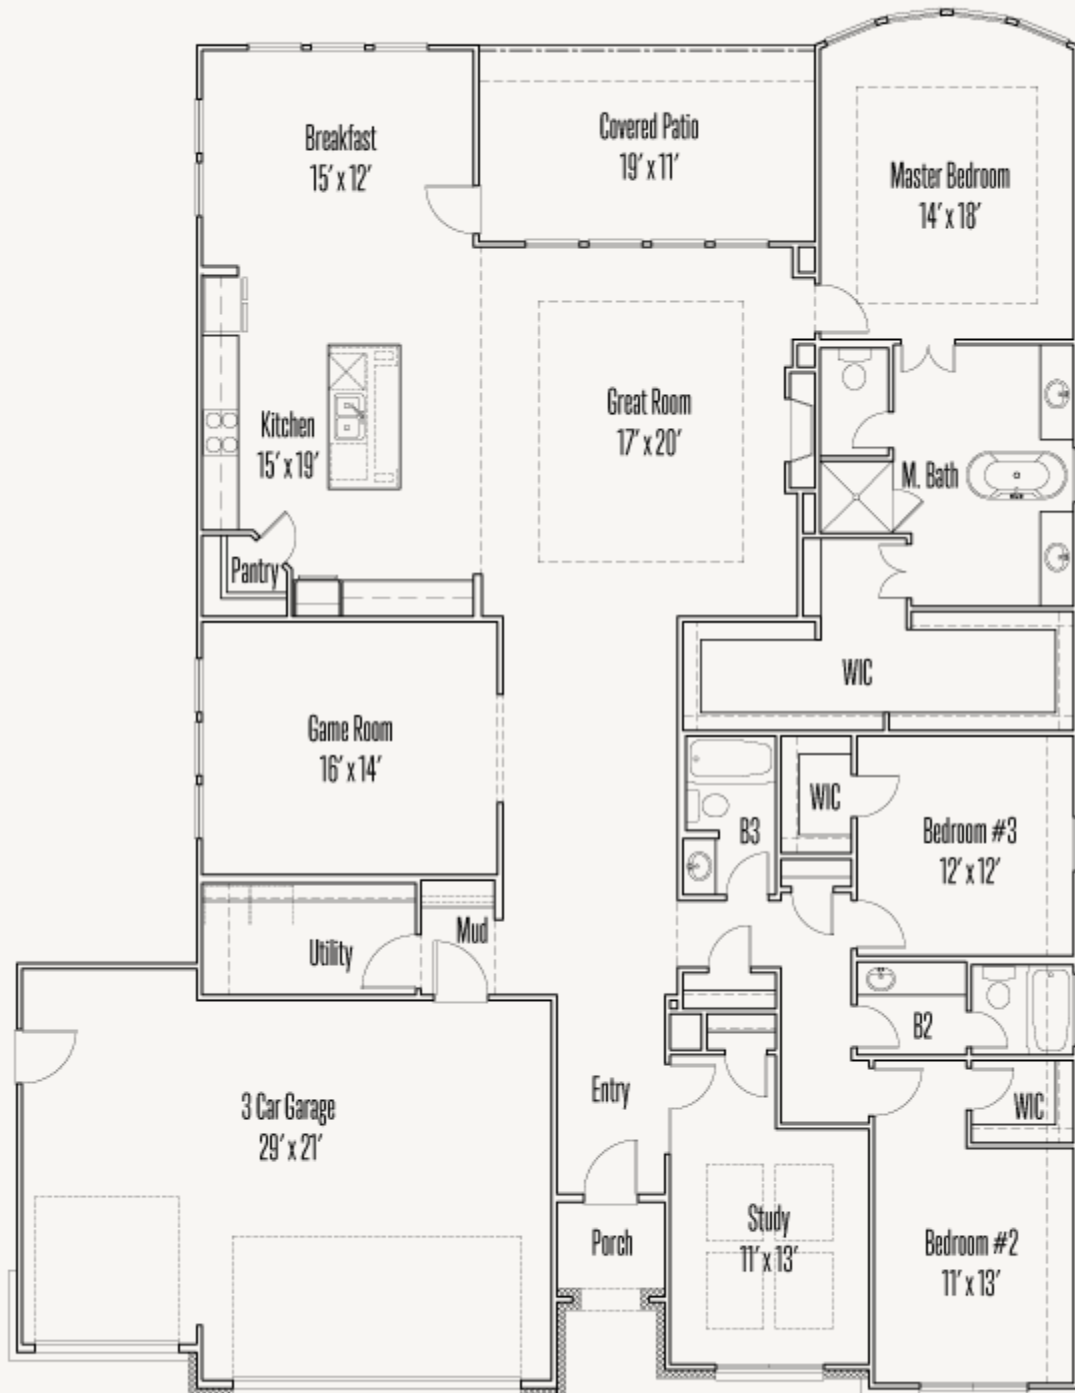 Breakfast
15' x 12'
Covered Patio
19' x 11'
Master Bedroom
14' x 18'
Kitchen
15' x 19'
Great Room
17' x 20'
M. Bath
Pantry
WIC
Game Room
16' x 14'
B3
WIC
Bedroom #3
12' x 12'
Utility
Mud
B2
3 Car Garage
29' x 21'
Entry
WIC
Porch
Study
11' x 13'
Bedroom #2
11' x 13'